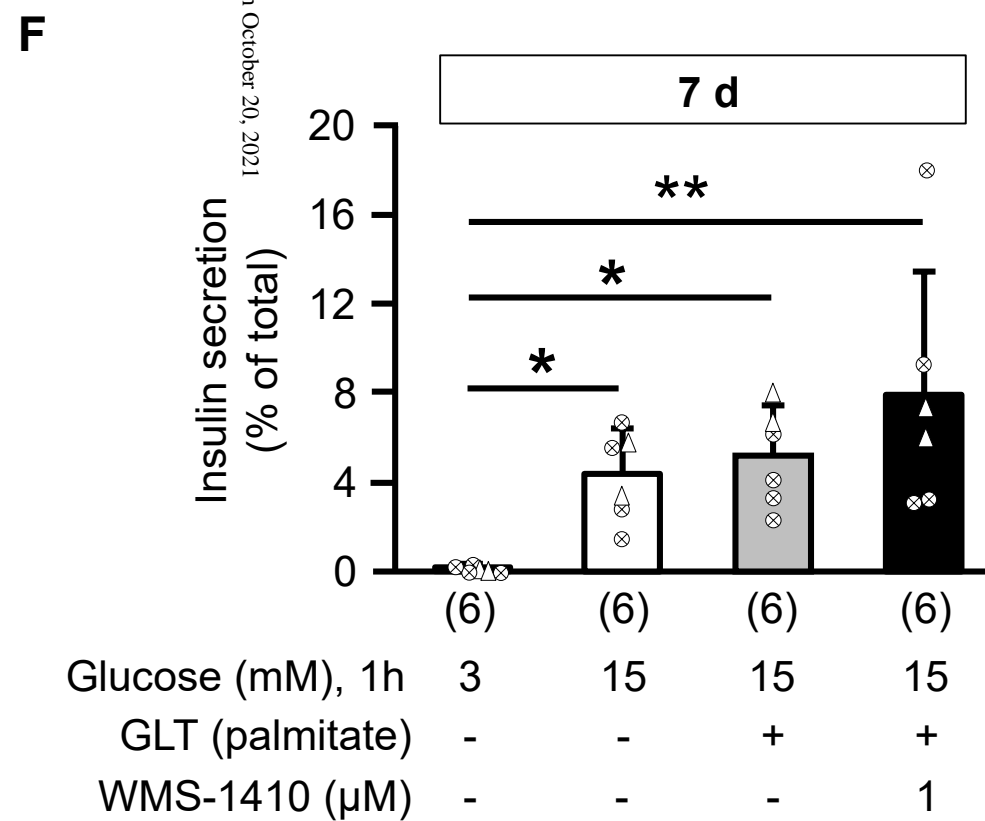 F
n October 20, 2021
7 d
Insulin secretion
(% of total)
20
16
12
8
4
0
**
*
*
(6) (6) (6) (6)
Glucose (mM), 1h 3 15 15 15
GLT (palmitate) - - + +
WMS-1410 (µM) - - - 1